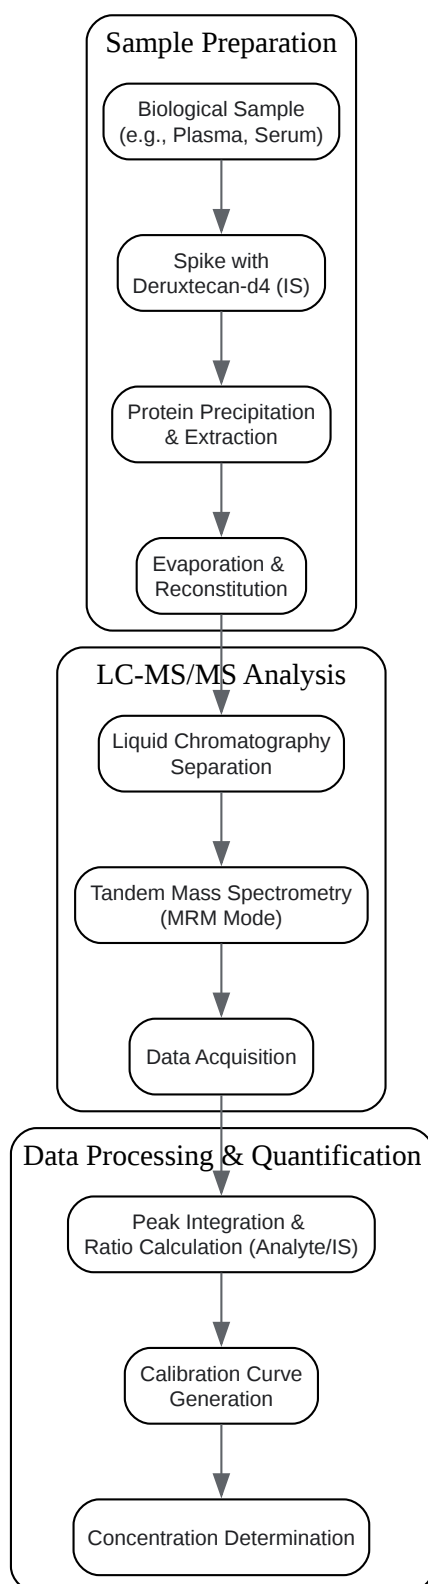 Sample Preparation
Biological Sample
(e.g., Plasma, Serum)
Spike with
Deruxtecan-d4 (IS)
Protein Precipitation
& Extraction
Evaporation &
Reconstitution
LC-MS/MS Analysis
Liquid Chromatography
Separation
Tandem Mass Spectrometry
(MRM Mode)
Data Acquisition
Data Processing & Quantification
Peak Integration &
Ratio Calculation (Analyte/IS)
Calibration Curve
Generation
Concentration Determination